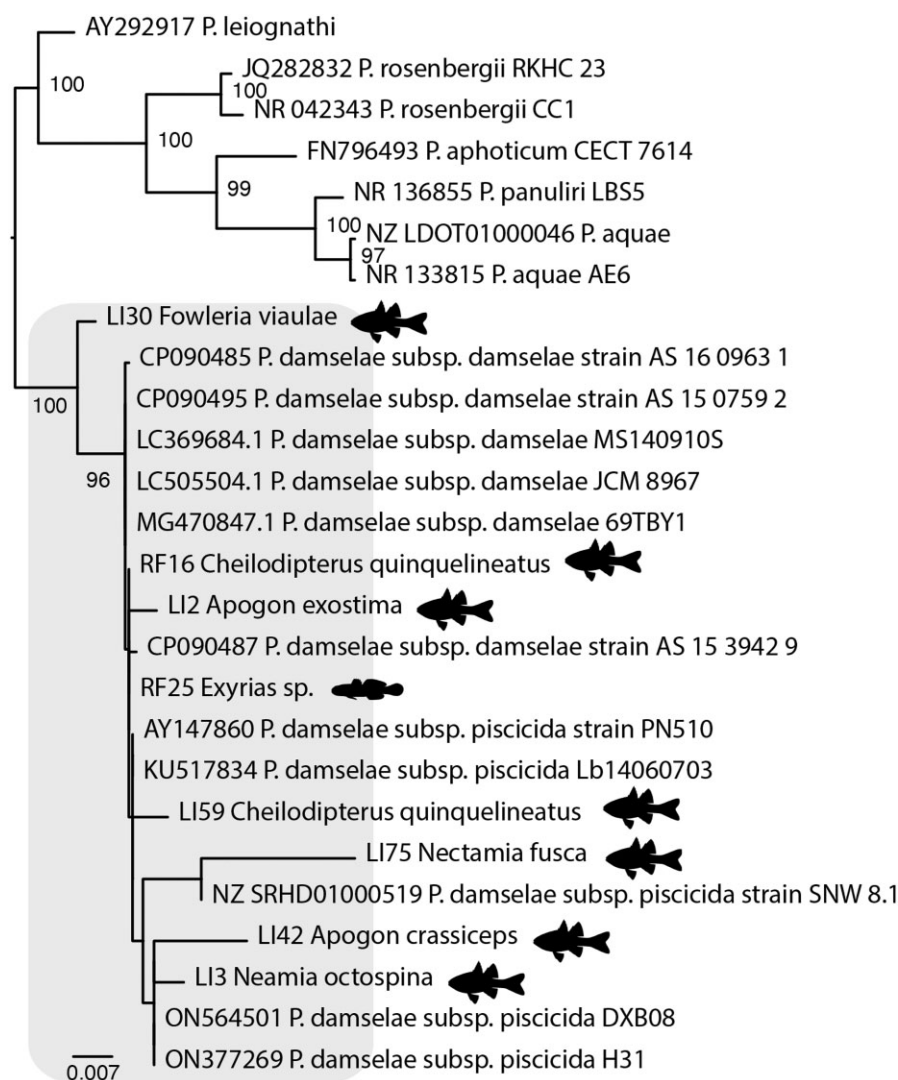 AY292917 P. leiognathi
100
JQ282832 P. rosenbergii RKHC 23
100
NR 042343 P. rosenbergii CC1
100
FN796493 P. aphoticum CECT 7614
99
NR 136855 P. panuliri LBS5
100
NZ LDOT01000046 P. aquae
97
NR 133815 P. aquae AE6
LI30 Fowleria viaulae
CP090485 P. damselae subsp. damselae strain AS 16 0963 1
100
CP090495 P. damselae subsp. damselae strain AS 15 0759 2
LC369684.1 P. damselae subsp. damselae MS140910S
96
LC505504.1 P. damselae subsp. damselae JCM 8967
MG470847.1 P. damselae subsp. damselae 69TBY1
RF16 Cheilodipterus quinquelineatus
LI2 Apogon exostima
CP090487 P. damselae subsp. damselae strain AS 15 3942 9
RF25 Exyrias sp.
AY147860 P. damselae subsp. piscicida strain PN510
KU517834 P. damselae subsp. piscicida Lb14060703
LI59 Cheilodipterus quinquelineatus
LI75 Nectamia fusca
NZ SRHD01000519 P. damselae subsp. piscicida strain SNW 8.1
LI42 Apogon crassiceps
LI3 Neamia octospina
ON564501 P. damselae subsp. piscicida DXB08
ON377269 P. damselae subsp. piscicida H31
0.007